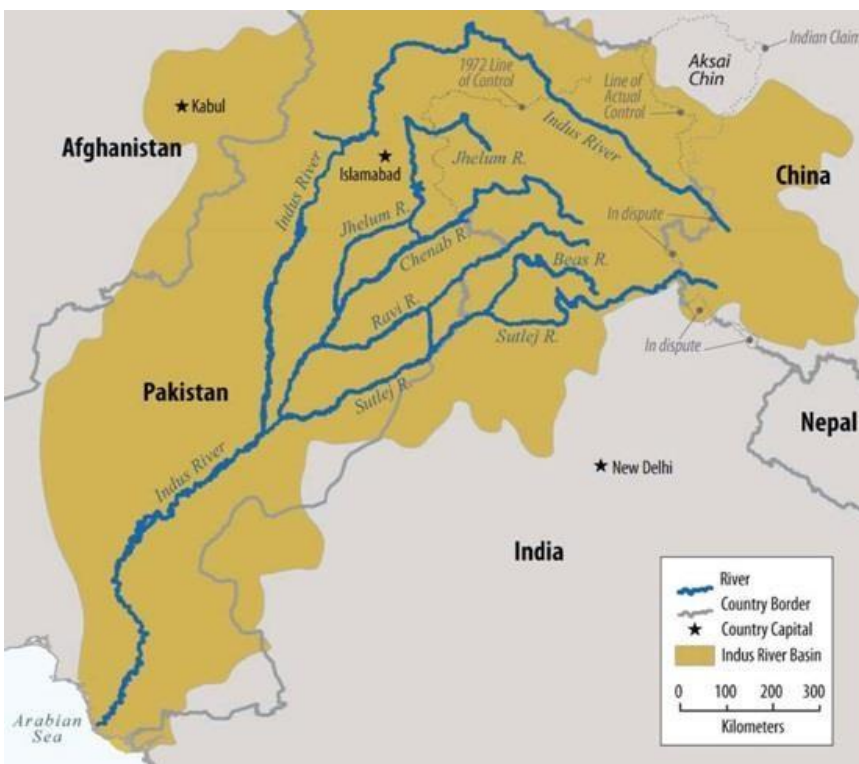 Indian Claim
Aksai
Chin
1972 Line
of Control
Line of
Actual
Control
Kabul
Afghanistan
Islamabad
Indus River
Jhelum R.
Indus River
China
Jhelum R.
Chenab R.
In dispute
Beas R.
Ravi R.
Sutlej R.
In dispute
Pakistan
Sutlej R.
Nepal
Indus River
New Delhi
India
River
Country Border
Country Capital
Indus River Basin
0 100 200 300
Kilometers
Arabian
Sea